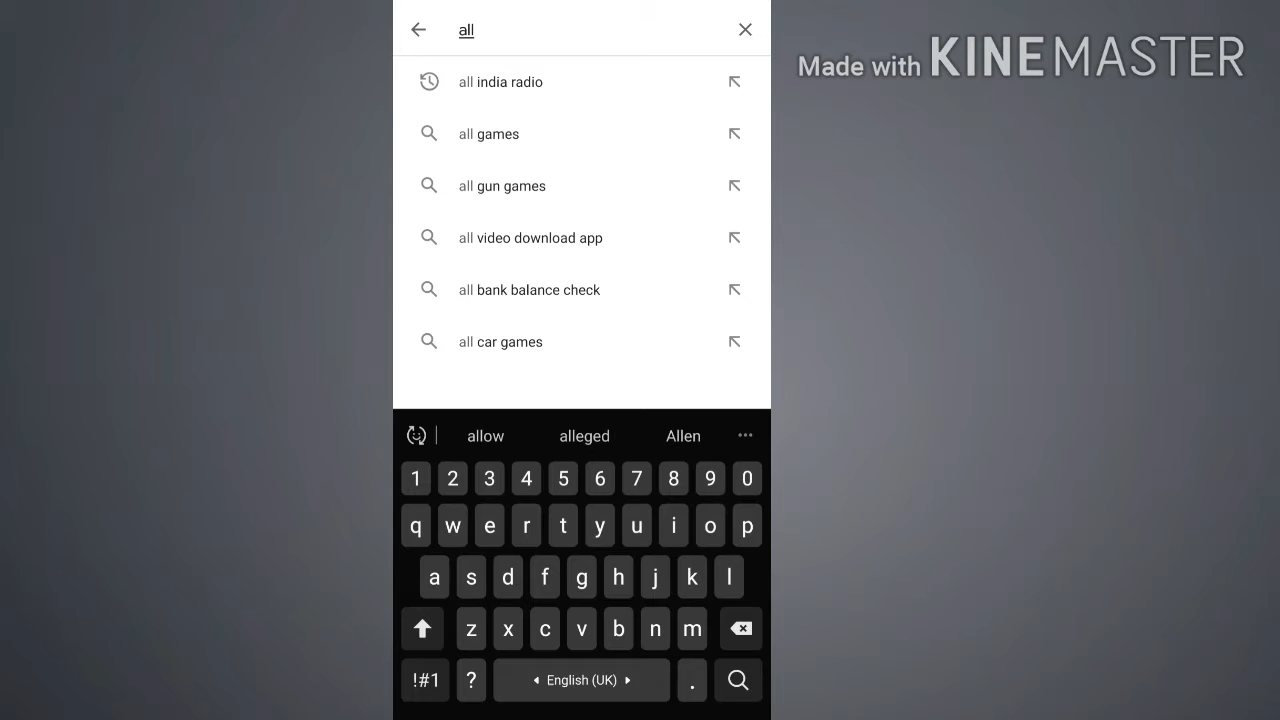 all
Made with KINEMASTER
all india radio
all games
all gun games
all video download app
all bank balance check
all car games
allow alleged Allen
1 2 3 4 5 6 7 8 9 0
q w e r t y u i o p
a s d f g h j k l
z x c v b n m
!#1 ? English (UK) .